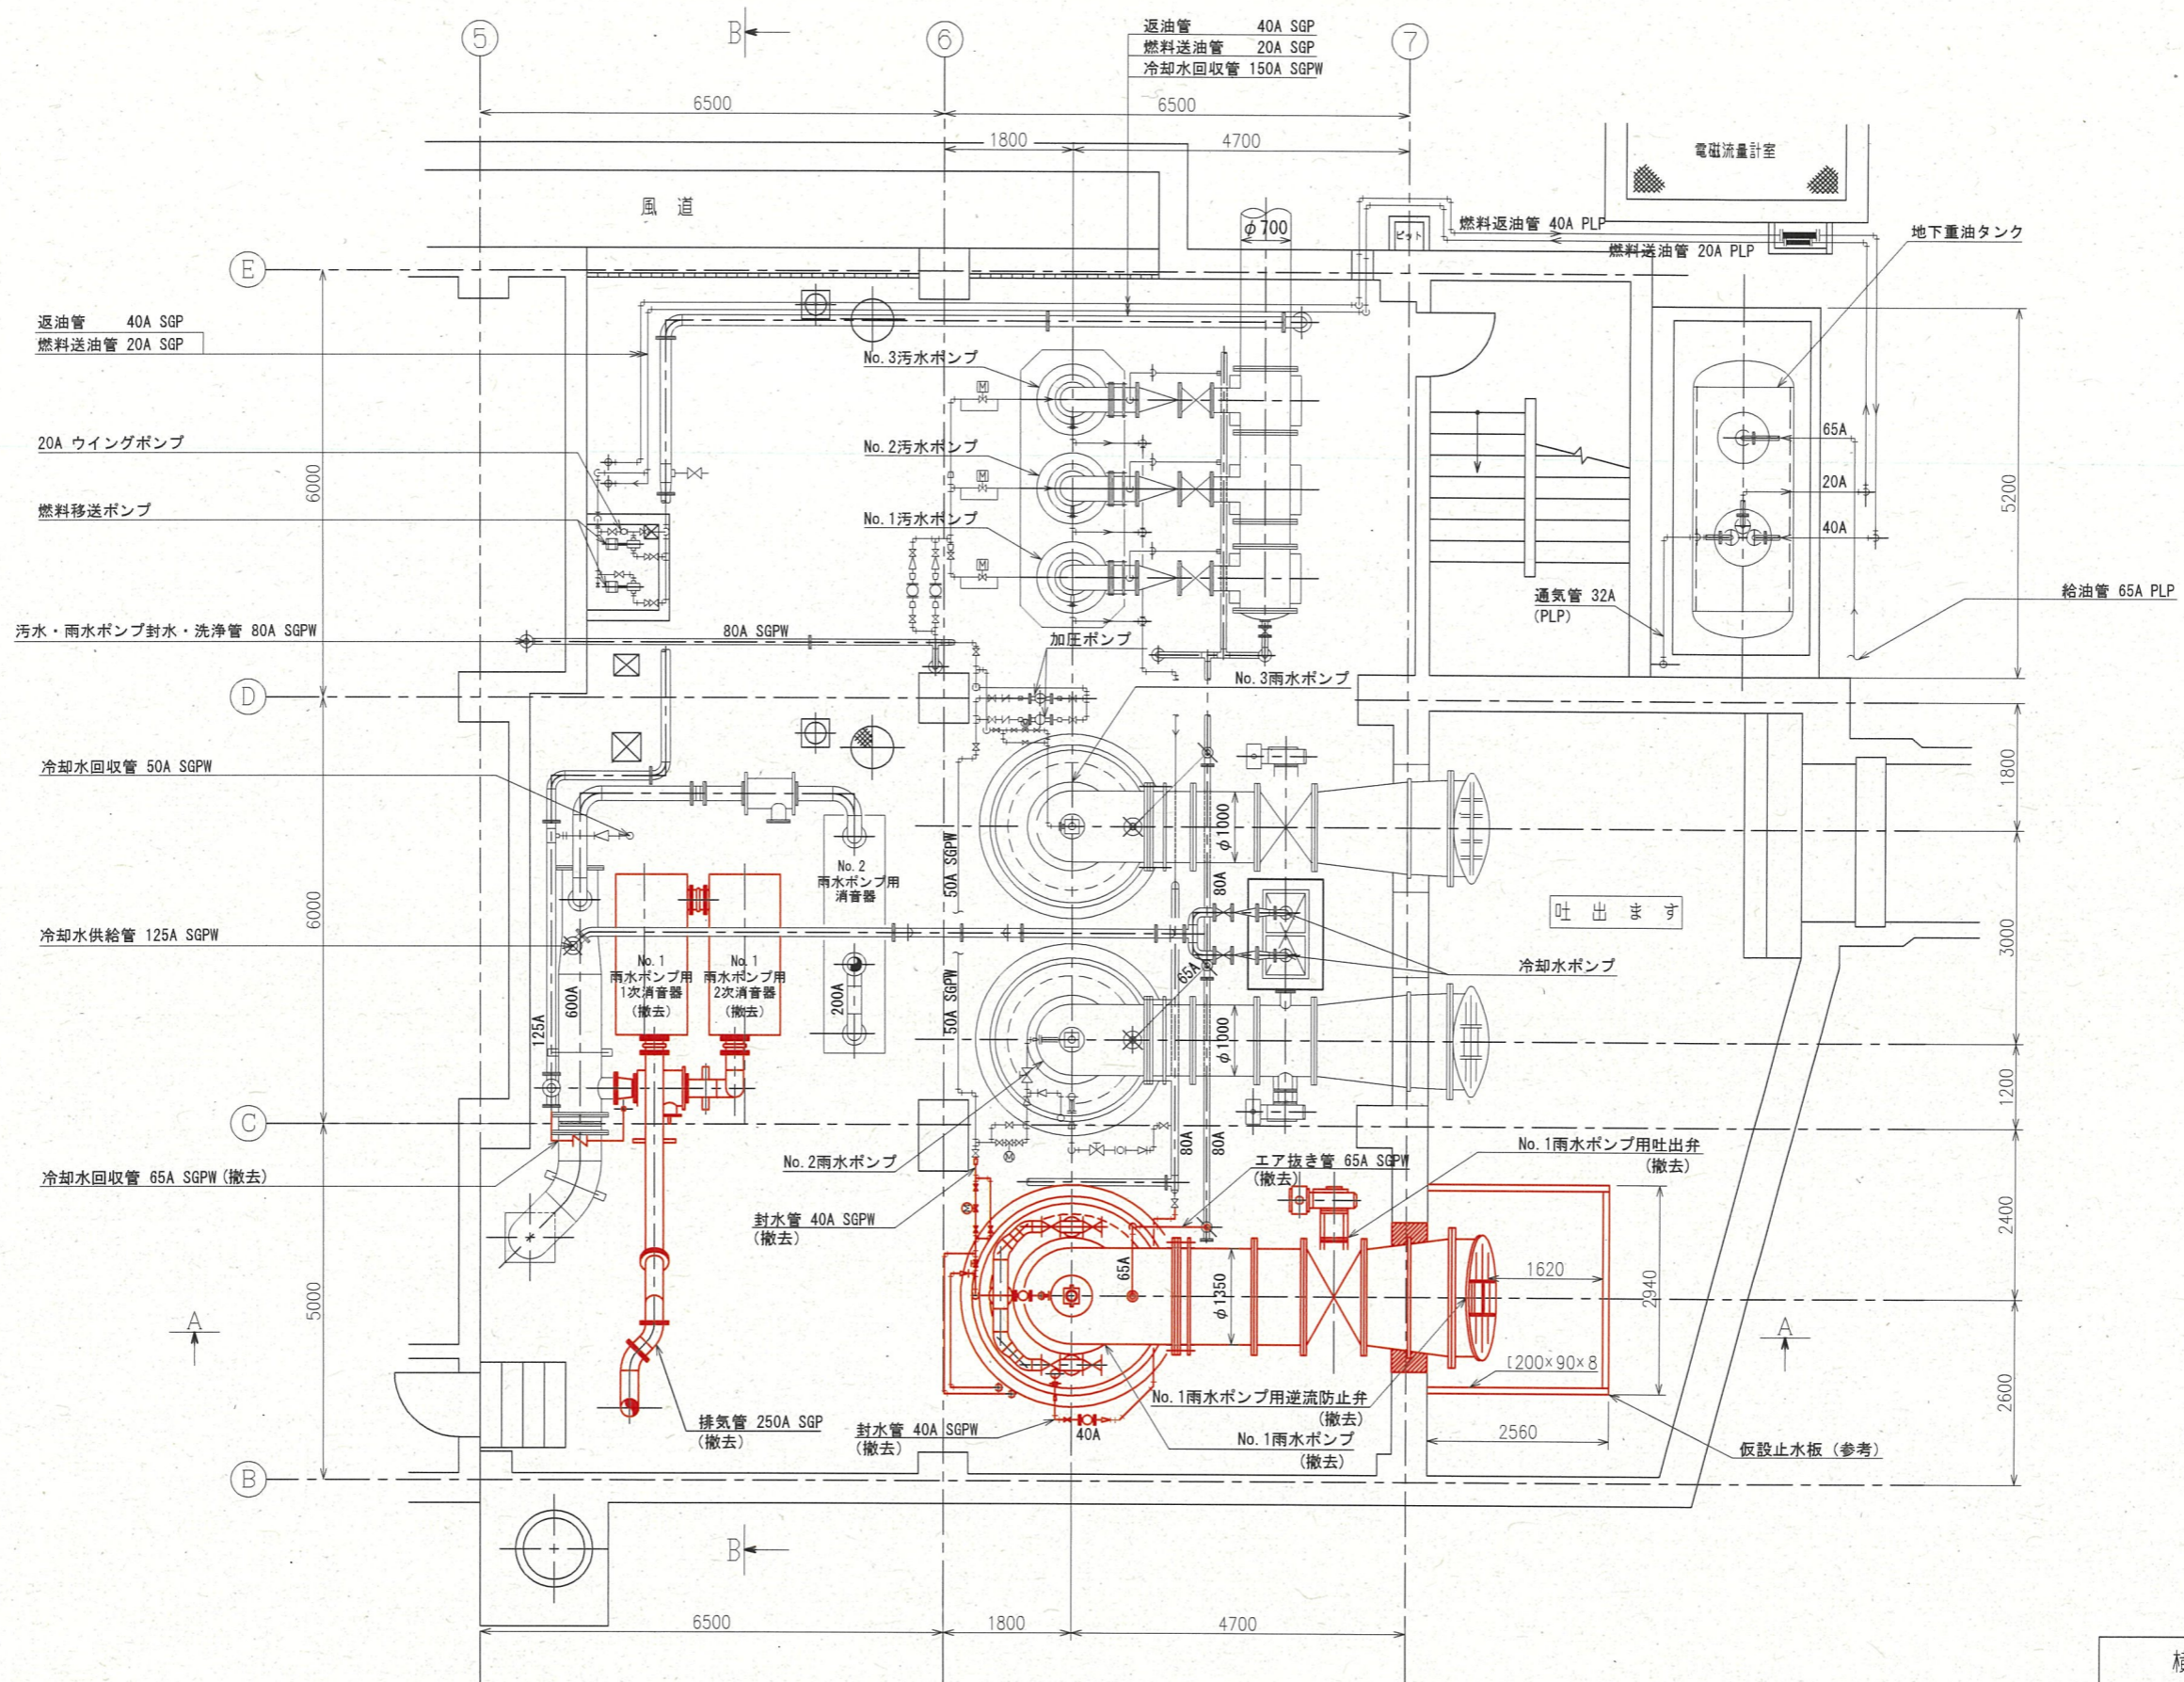 5
B
6
返油管 40A SGP
燃料送油管 20A SGP
冷却水回収管 150A SGPW
7
6500
6500
1800
4700
電磁流量計室
風 道
φ700
ピット
燃料返油管 40A PLP
燃料送油管 20A PLP
地下重油タンク
E
返油管 40A SGP
燃料送油管 20A SGP
No.3汚水ポンプ
M
20A ウイングポンプ
6000
No.2汚水ポンプ
M
65A
20A
5200
燃料移送ポンプ
No.1汚水ポンプ
M
40A
通気管 32A
(PLP)
給油管 65A PLP
汚水・雨水ポンプ封水・洗浄管 80A SGPW
80A SGPW
加圧ポンプ
No.3雨水ポンプ
D
冷却水回収管 50A SGPW
1800
φ1000
No.2
雨水ポンプ用
消音器
50A SGPW
80A
吐 出 ま す
6000
冷却水供給管 125A SGPW
3000
No.1
雨水ポンプ用
1次消音器
(撤去)
No.1
雨水ポンプ用
2次消音器
(撤去)
冷却水ポンプ
65A
600A
200A
50A SGPW
125A
φ1000
1200
C
No.2雨水ポンプ
M
80A
80A
No.1雨水ポンプ用吐出弁
(撤去)
エア抜き管 65A SGPW
(撤去)
冷却水回収管 65A SGPW(撤去)
封水管 40A SGPW
(撤去)
M
2400
65A
φ1350
1620
2940
5000
A
A
[200×90×8
No.1雨水ポンプ用逆流防止弁
(撤去)
2600
排気管 250A SGP
(撤去)
封水管 40A SGPW
(撤去)
40A
No.1雨水ポンプ
(撤去)
2560
仮設止水板(参考)
B
B
6500
1800
4700